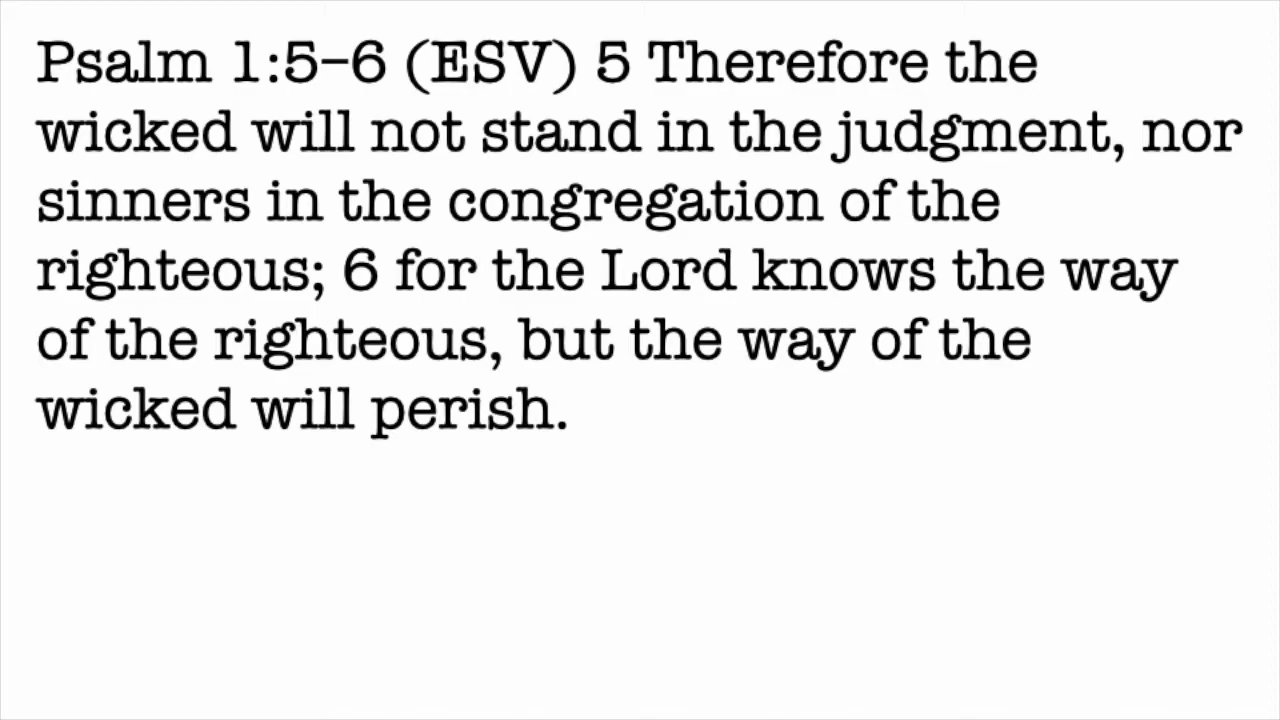 Psalm 1:5–6 (ESV) 5 Therefore the
wicked will not stand in the judgment, nor
sinners in the congregation of the
righteous; 6 for the Lord knows the way
of the righteous, but the way of the
wicked will perish.